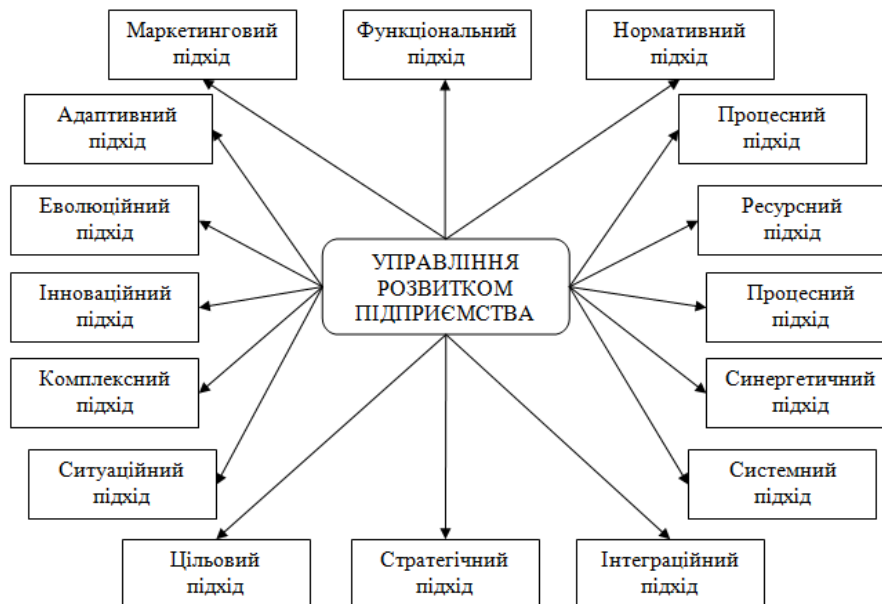 Маркетинговий
підхід
Функціональний
підхід
Нормативний
підхід
Адаптивний
підхід
Процесний
підхід
Еволюційний
підхід
Ресурсний
підхід
УПРАВЛІННЯ
РОЗВИТКОМ
ПІДПРИЄМСТВА
Інноваційний
підхід
Процесний
підхід
Комплексний
підхід
Синергетичний
підхід
Ситуаційний
підхід
Системний
підхід
Цільовий
підхід
Стратегічний
підхід
Інтеграційний
підхід